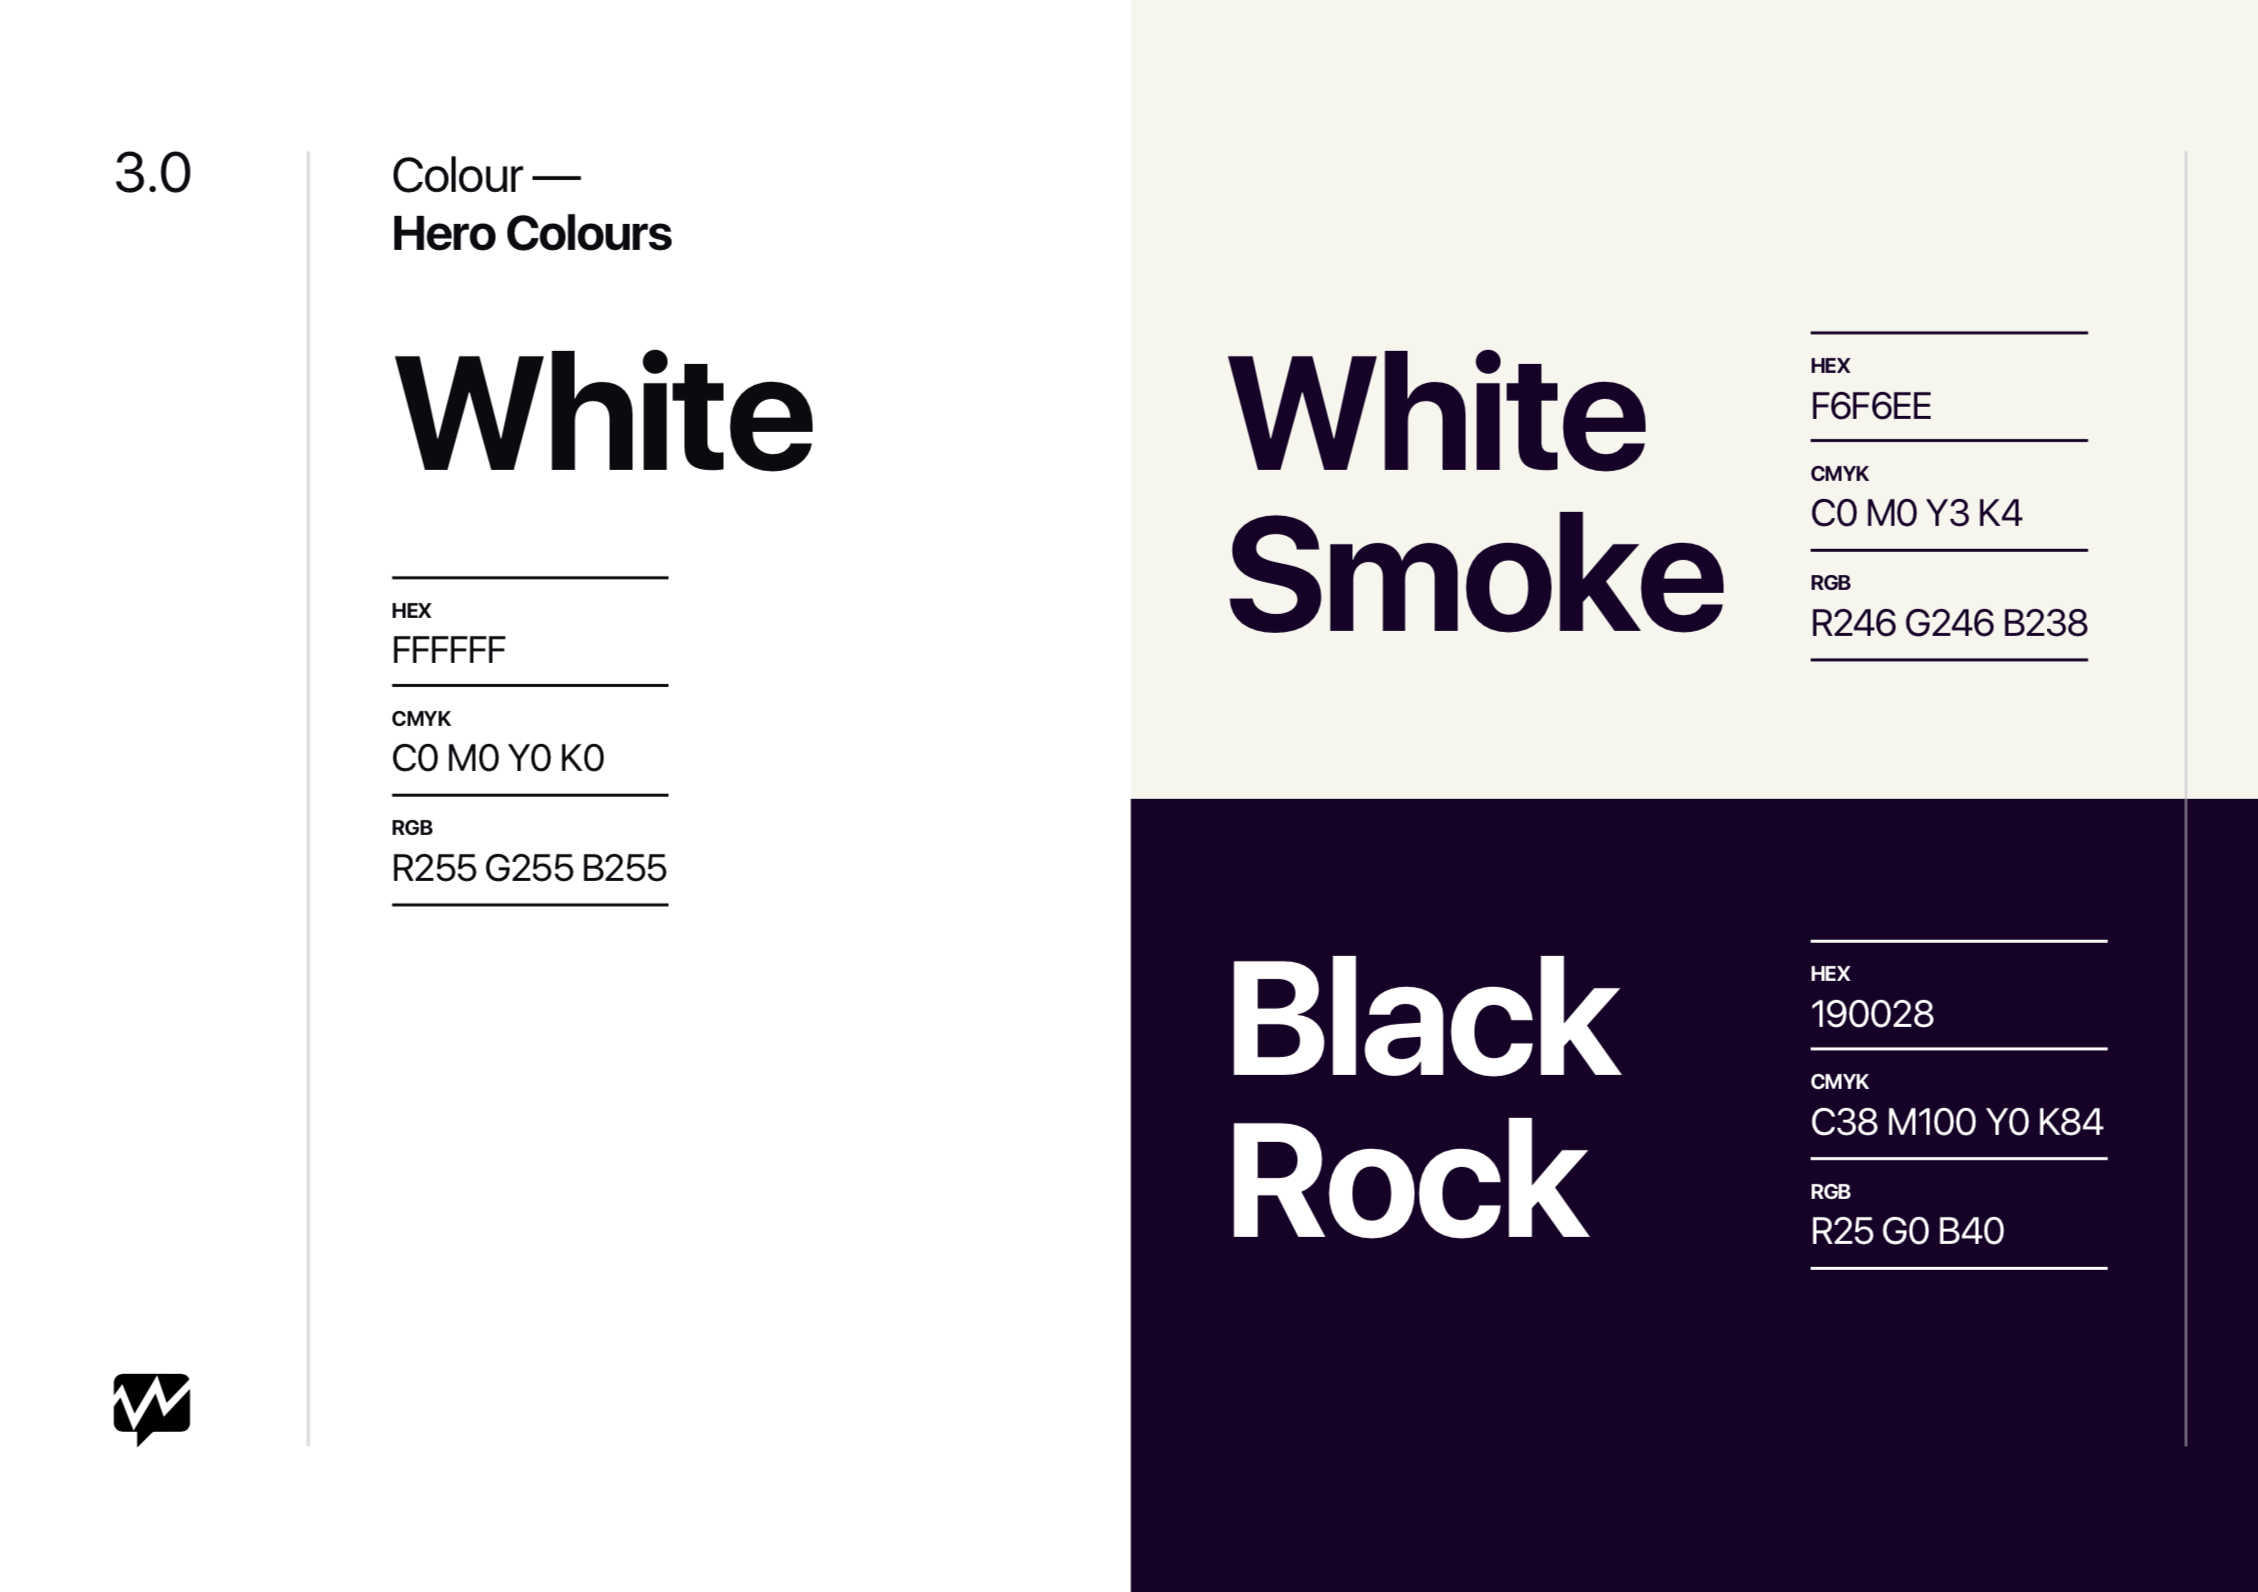 3.0
Colour —
Hero Colours
White
HEX
FFFFFF
CMYK
C0 M0 Y0 K0
RGB
R255 G255 B255
White
Smoke
HEX
F6F6EE
CMYK
C0 M0 Y3 K4
RGB
R246 G246 B238
Black
Rock
HEX
190028
CMYK
C38 M100 Y0 K84
RGB
R25 G0 B40